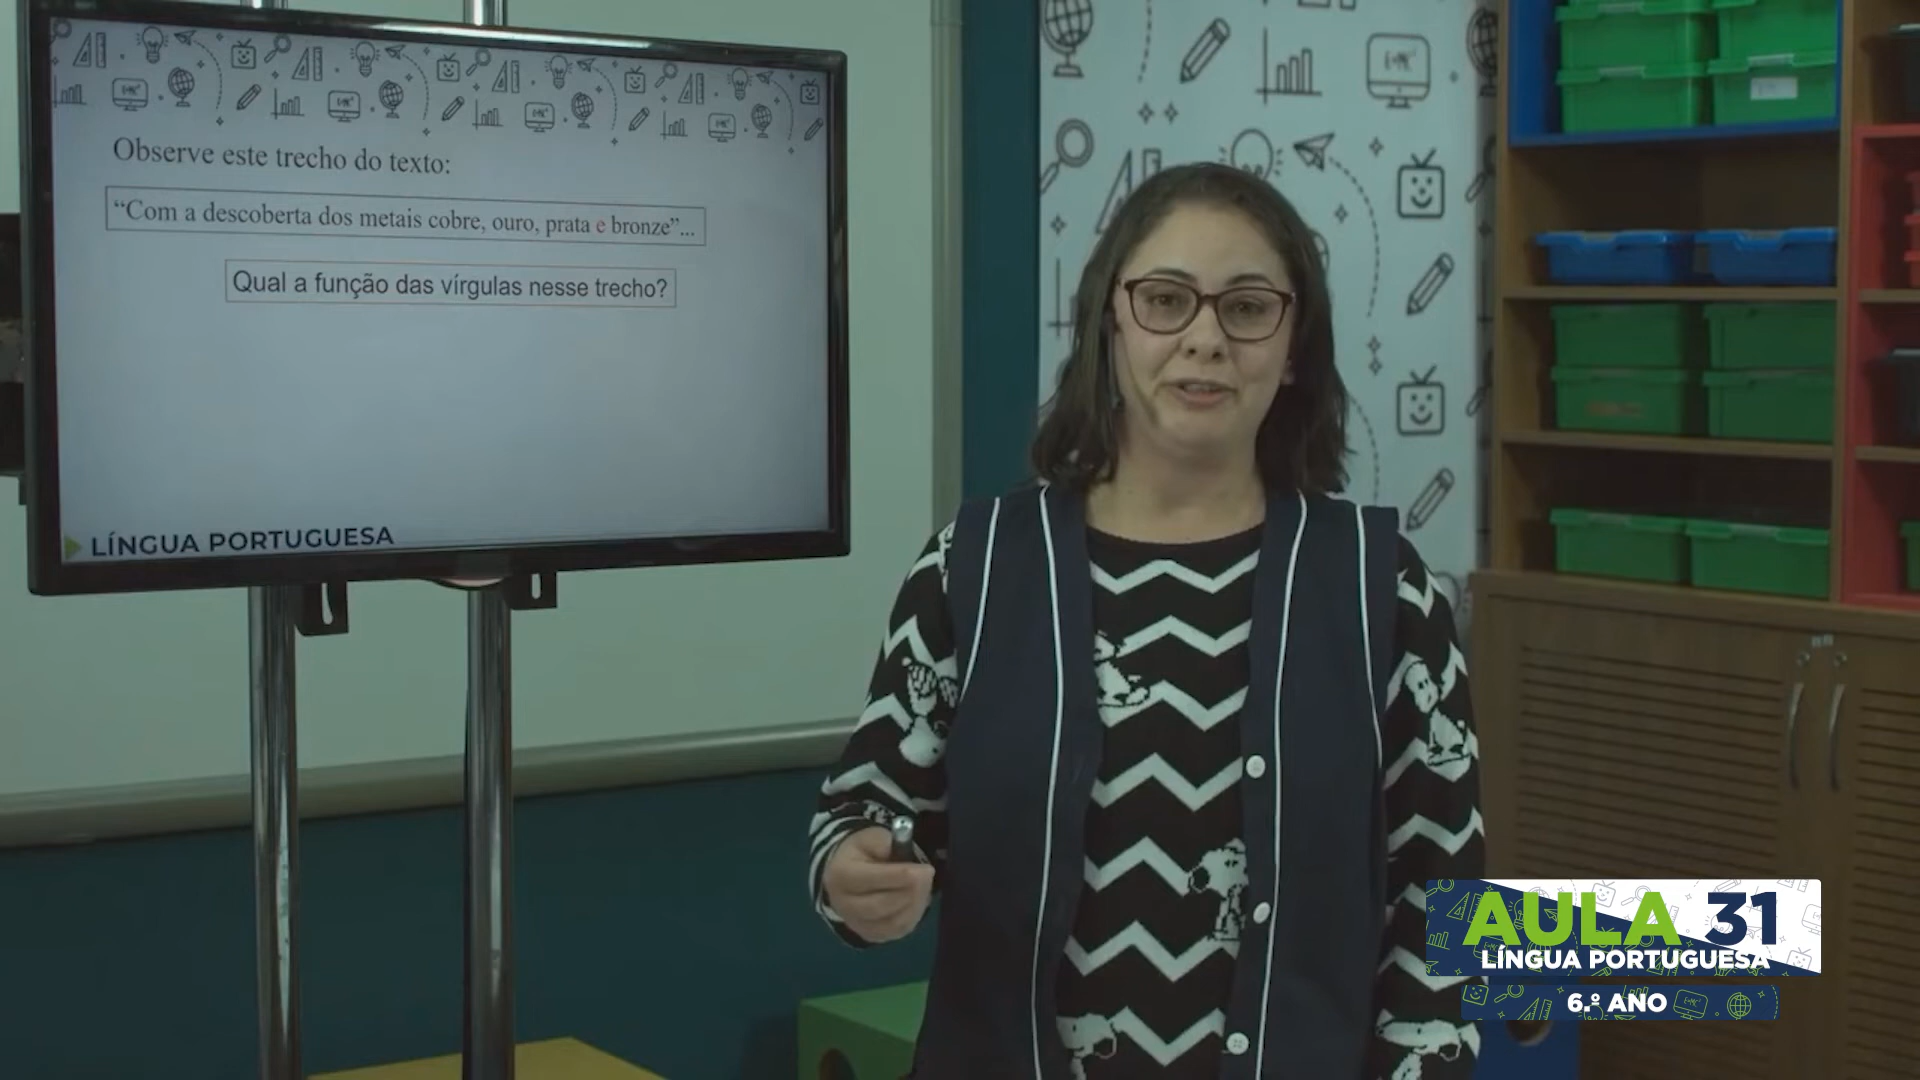 Observe este trecho do texto:
“Com a descoberta dos metais cobre, ouro, prata e bronze”...
Qual a função das vírgulas nesse trecho?
LÍNGUA PORTUGUESA
AULA 31
LÍNGUA PORTUGUESA
6.º ANO